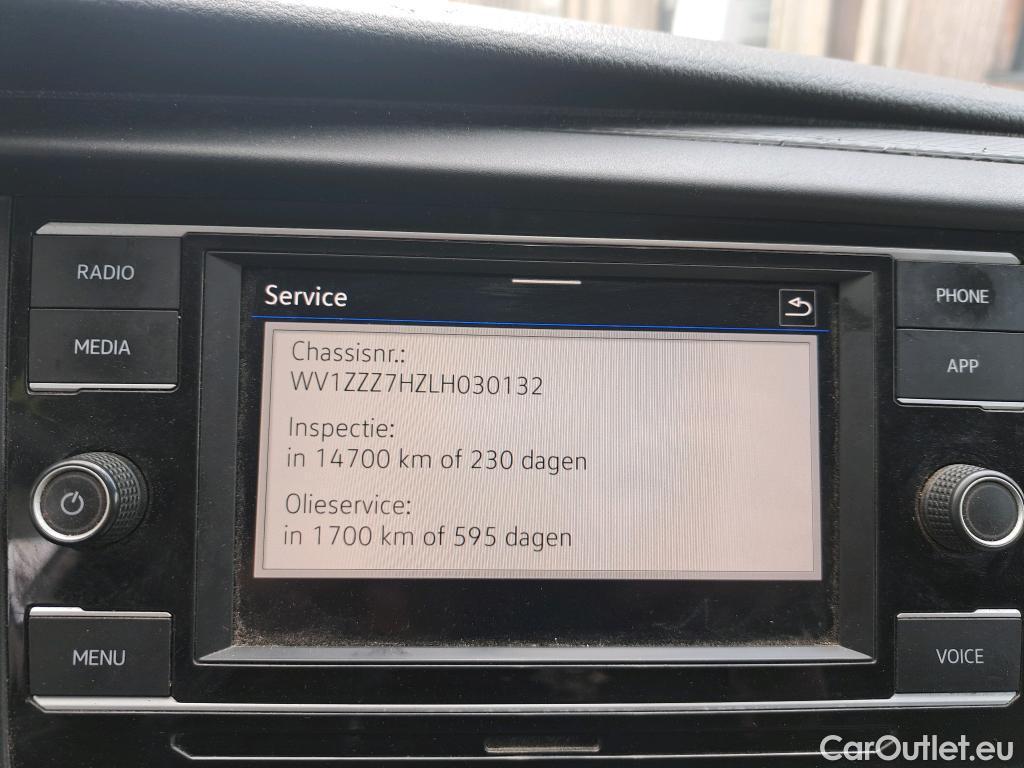 RADIO
MEDIA
MENU
Service
Chassisnr.:
WV1ZZZ7HZLH030132
Inspectie:
in 14700 km of 230 dagen
Olieservice:
in 1700 km of 595 dagen
PHONE
APP
VOICE
CarOutlet.eu